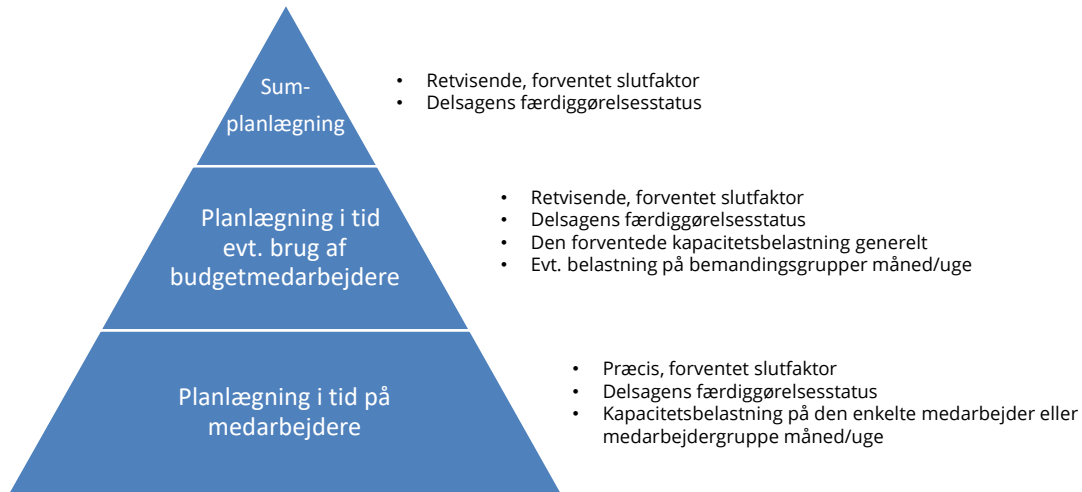 Sum-
planlægning
• Retvisende, forventet slutfaktor
• Delsagens færdiggørelsesstatus
Planlægning i tid
evt. brug af
budgetmedarbejdere
• Retvisende, forventet slutfaktor
• Delsagens færdiggørelsesstatus
• Den forventede kapacitetsbelastning generelt
• Evt. belastning på bemandingsgrupper måned/uge
Planlægning i tid på
medarbejdere
• Præcis, forventet slutfaktor
• Delsagens færdiggørelsesstatus
• Kapacitetsbelastning på den enkelte medarbejder eller
medarbejdergruppe måned/uge